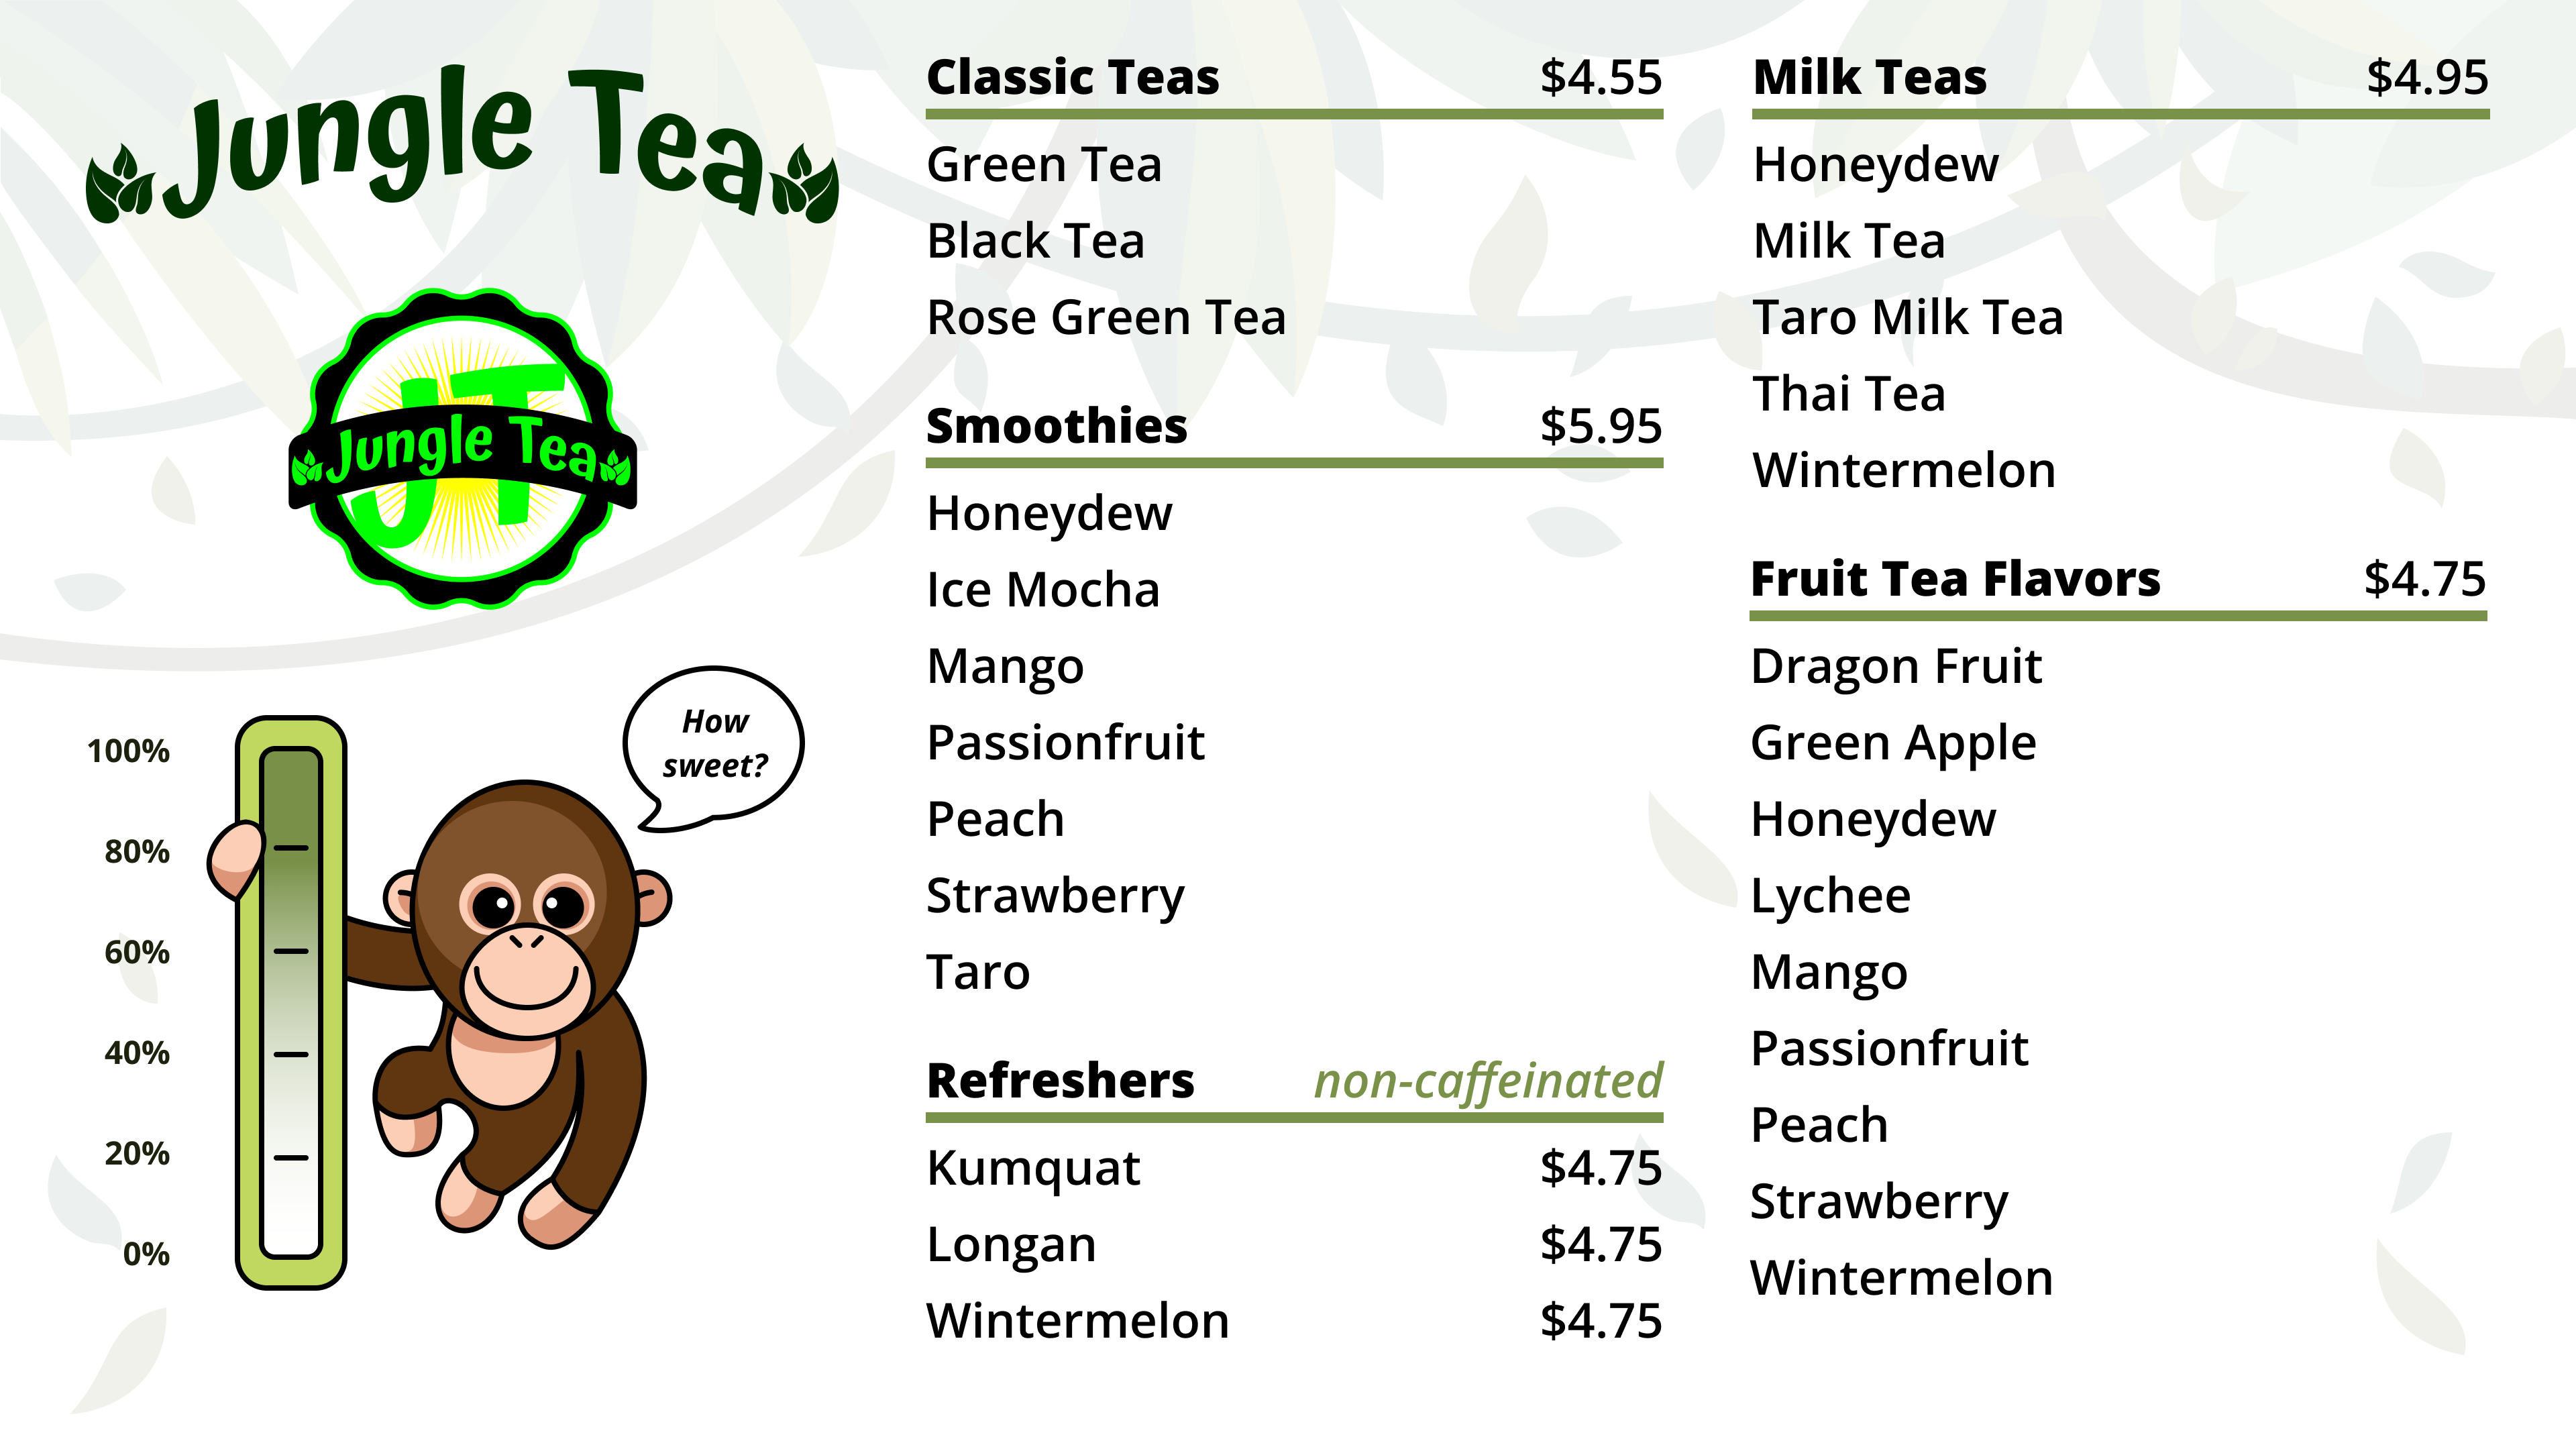 Jungle Tea
JT
Jungle Tea
How
sweet?
100%
80%
60%
40%
20%
0%
Classic Teas $4.55
Green Tea
Black Tea
Rose Green Tea
Smoothies $5.95
Honeydew
Ice Mocha
Mango
Passionfruit
Peach
Strawberry
Taro
Refreshers non-caffeinated
Kumquat $4.75
Longan $4.75
Wintermelon $4.75
Milk Teas $4.95
Honeydew
Milk Tea
Taro Milk Tea
Thai Tea
Wintermelon
Fruit Tea Flavors $4.75
Dragon Fruit
Green Apple
Honeydew
Lychee
Mango
Passionfruit
Peach
Strawberry
Wintermelon